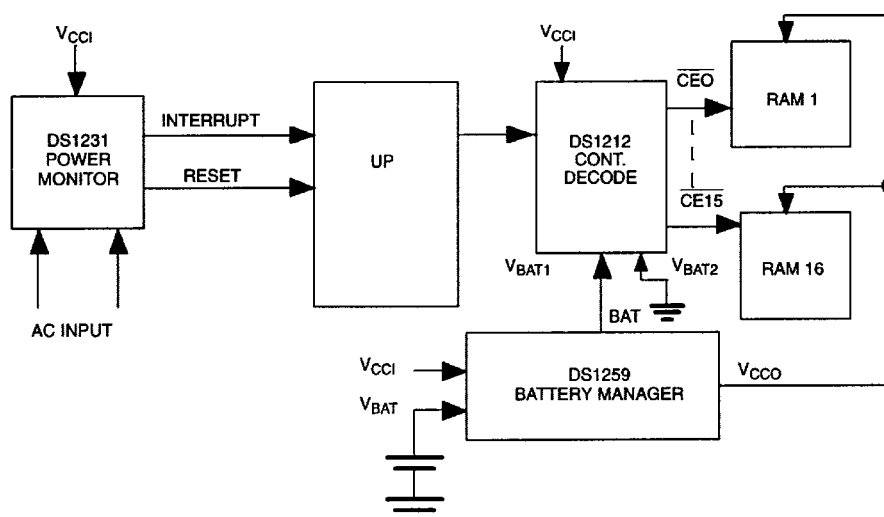 VCCI
DS1231
POWER
MONITOR
INTERRUPT
RESET
AC INPUT
UP
VCCI
DS1212
CONT.
DECODE
CEO
CE15
RAM 1
RAM 16
VBAT1
VBAT2
BAT
VCCI
VBAT
DS1259
BATTERY MANAGER
VCCO